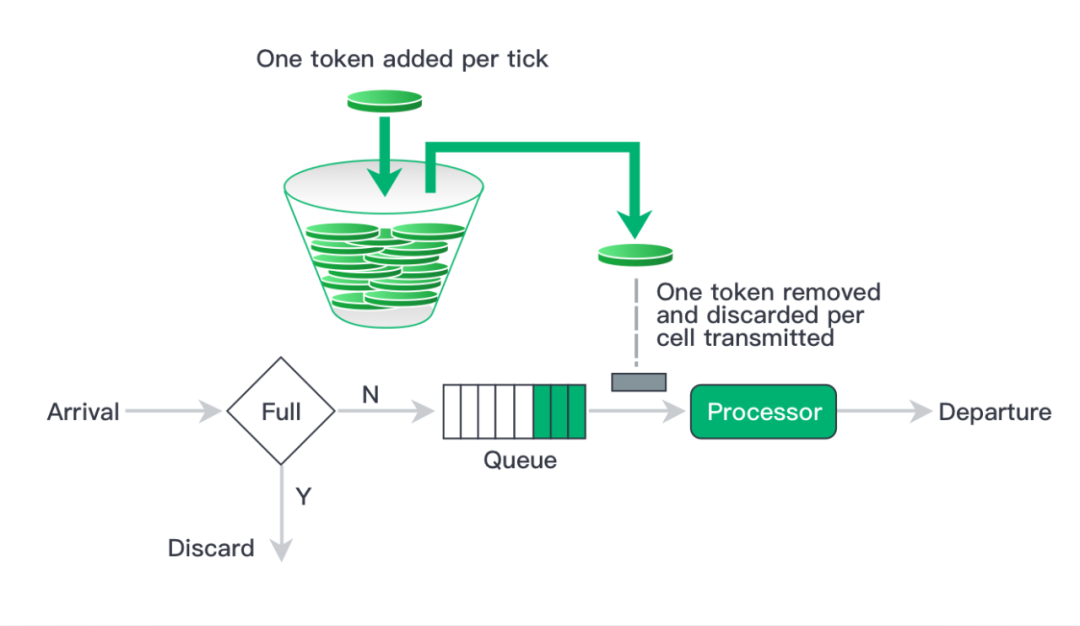 One token added per tick
One token removed
and discarded per
cell transmitted
Arrival
Full
N
Queue
Processor
Departure
Y
Discard